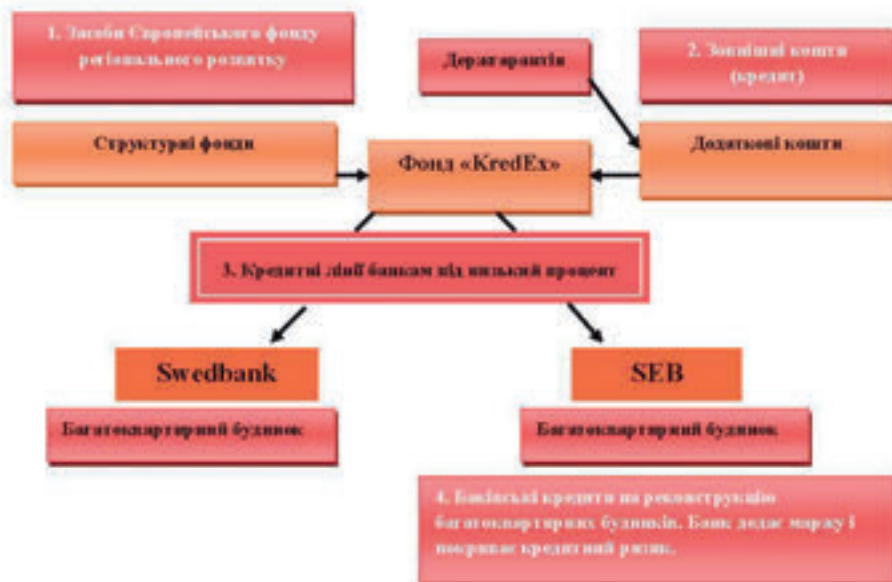 1. Засоби Європейського фонду
регіонального розвитку
Держгарантія
2. Зовнішні кошти
(кредит)
Структурні фонди
Фонд «KredEx»
Додаткові кошти
3. Кредитні лінії банкам під низький процент
Swedbank
SEB
Багатоквартирний будинок
Багатоквартирний будинок
4. Банківські кредити на реконструкцію
багатоквартирних будинків. Банк додає маржу і
покриває кредитний ризик.